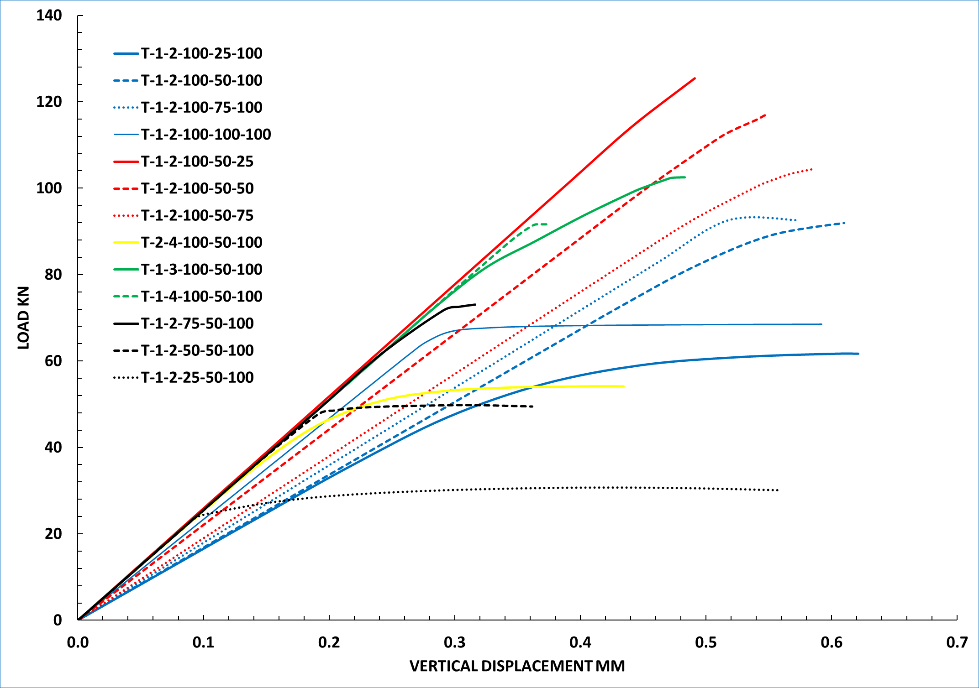 140
120
100
80
60
40
20
0
LOAD KN
T-1-2-100-25-100
T-1-2-100-50-100
T-1-2-100-75-100
T-1-2-100-100-100
T-1-2-100-50-25
T-1-2-100-50-50
T-1-2-100-50-75
T-2-4-100-50-100
T-1-3-100-50-100
T-1-4-100-50-100
T-1-2-75-50-100
T-1-2-50-50-100
T-1-2-25-50-100
0.0 0.1 0.2 0.3 0.4 0.5 0.6 0.7
VERTICAL DISPLACEMENT MM